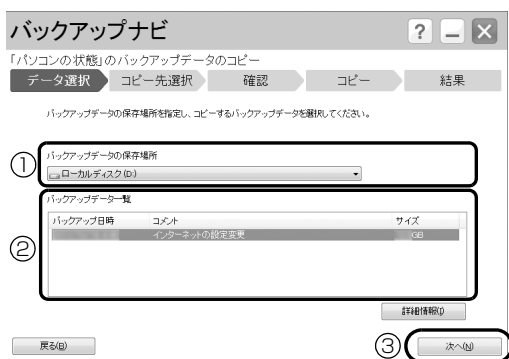 バックアップナビ
? – X
「パソコンの状態」のバックアップデータのコピー
データ選択 コピー先選択 確認 コピー 結果
バックアップデータの保存場所を指定し、コピーするバックアップデータを選択してください。
① バックアップデータの保存場所
ローカルディスク(D:)
② バックアップデータ一覧
バックアップ日時 コメント サイズ
インターネットの設定変更 GB
詳細情報(I)
戻る(B) ③ 次へ(N)